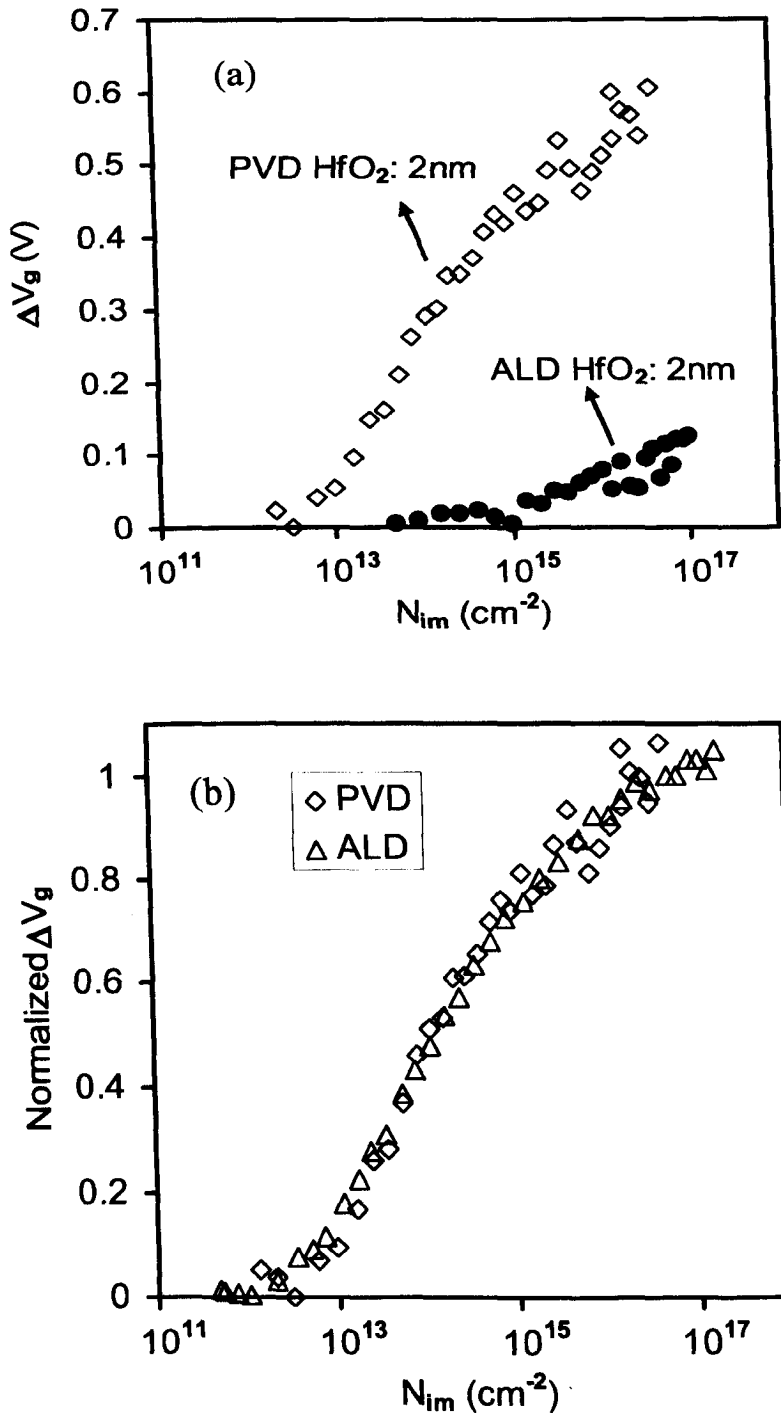 0.7
(a)
0.6
PVD HfO₂: 2nm
0.5
0.4
ΔVg (V)
0.3
ALD HfO₂: 2nm
0.2
0.1
0
10¹¹ 10¹³ 10¹⁵ 10¹⁷
Nim (cm⁻²)
1
(b)
PVD
ALD
0.8
0.6
Normalized ΔVg
0.4
0.2
0
10¹¹ 10¹³ 10¹⁵ 10¹⁷
Nim (cm⁻²)